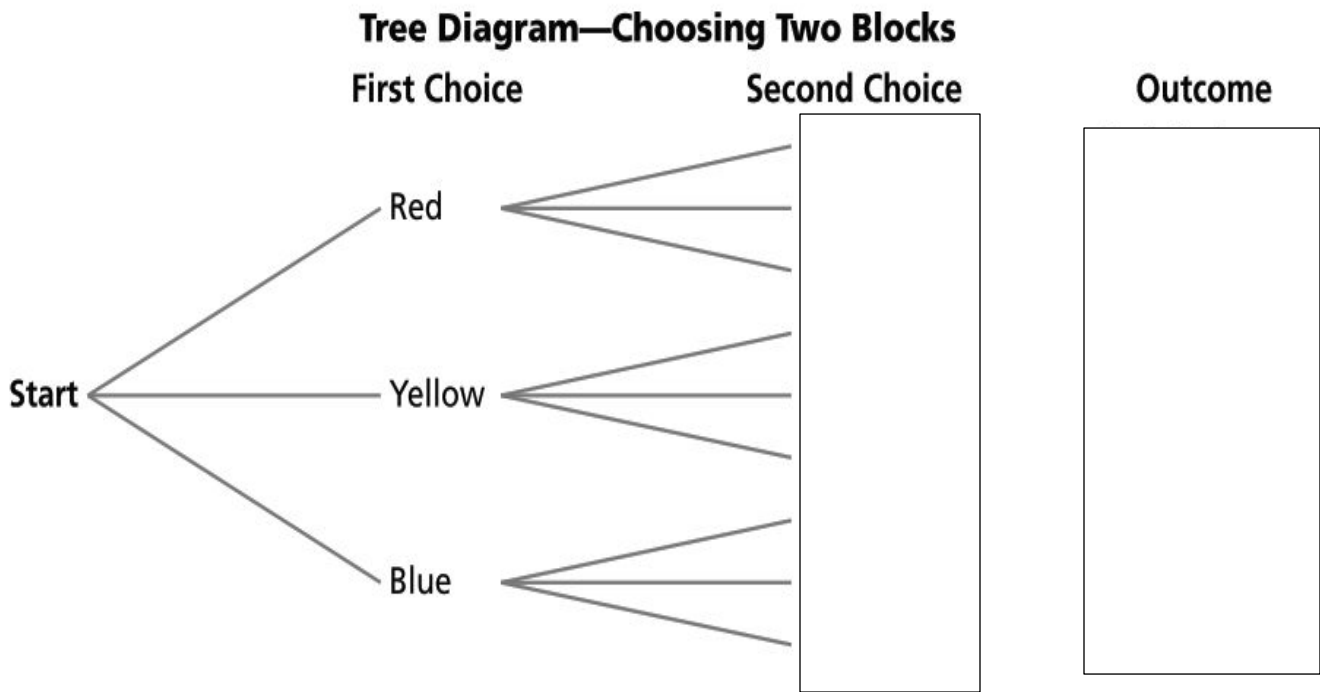 Tree Diagram—Choosing Two Blocks
First Choice Second Choice Outcome
Red
Start Yellow
Blue